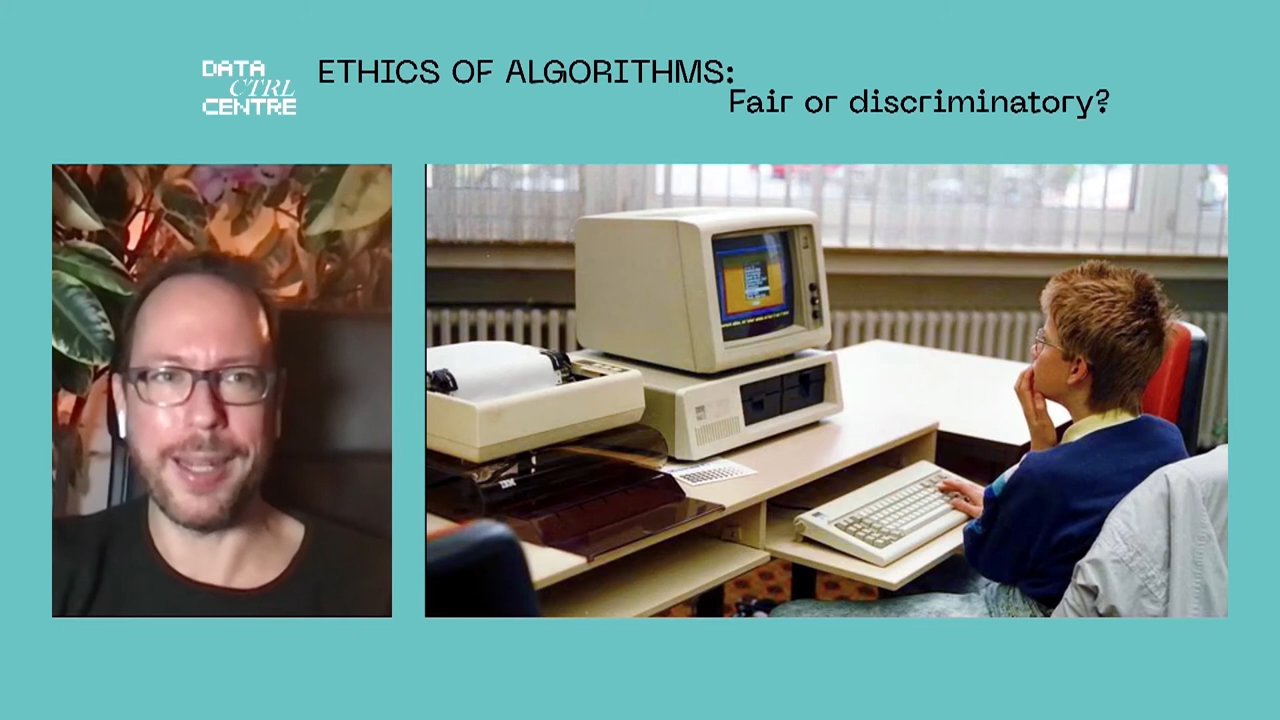 DATA
CTRL
CENTRE
ETHICS OF ALGORITHMS:
Fair or discriminatory?
IBM